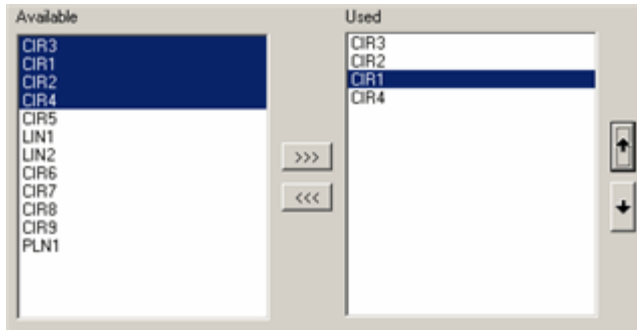 Available
CIR3
CIR1
CIR2
CIR4
CIR5
LIN1
LIN2
CIR6
CIR7
CIR8
CIR9
PLN1
>>>
<<<
Used
CIR3
CIR2
CIR1
CIR4